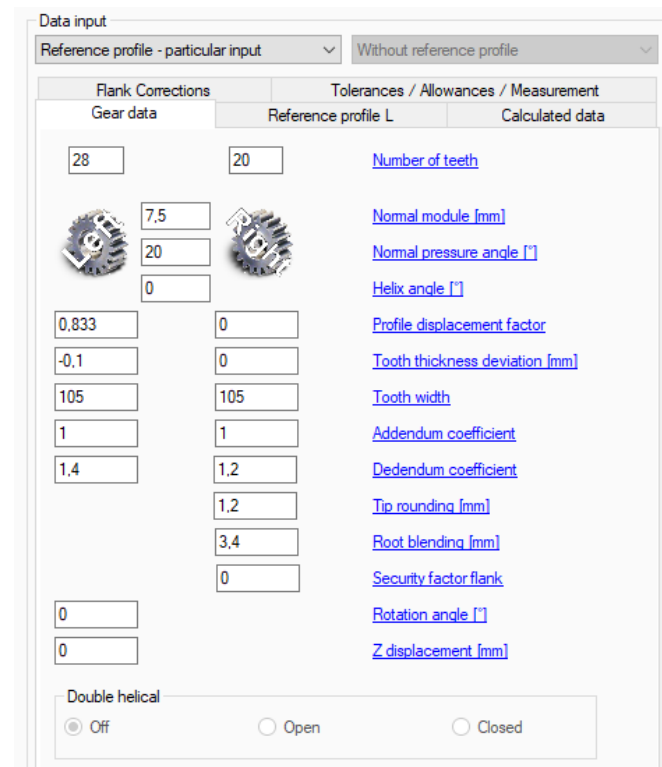 Data input
Reference profile - particular input Without reference profile
Flank Corrections Tolerances / Allowances / Measurement
Gear data Reference profile L Calculated data
28 20 Number of teeth
7,5 Normal module [mm]
Left Right
20 Normal pressure angle [°]
0 Helix angle [°]
0,833 0 Profile displacement factor
-0,1 0 Tooth thickness deviation [mm]
105 105 Tooth width
1 1 Addendum coefficient
1,4 1,2 Dedendum coefficient
1,2 Tip rounding [mm]
3,4 Root blending [mm]
0 Security factor flank
0 Rotation angle [°]
0 Z displacement [mm]
Double helical
Off Open Closed